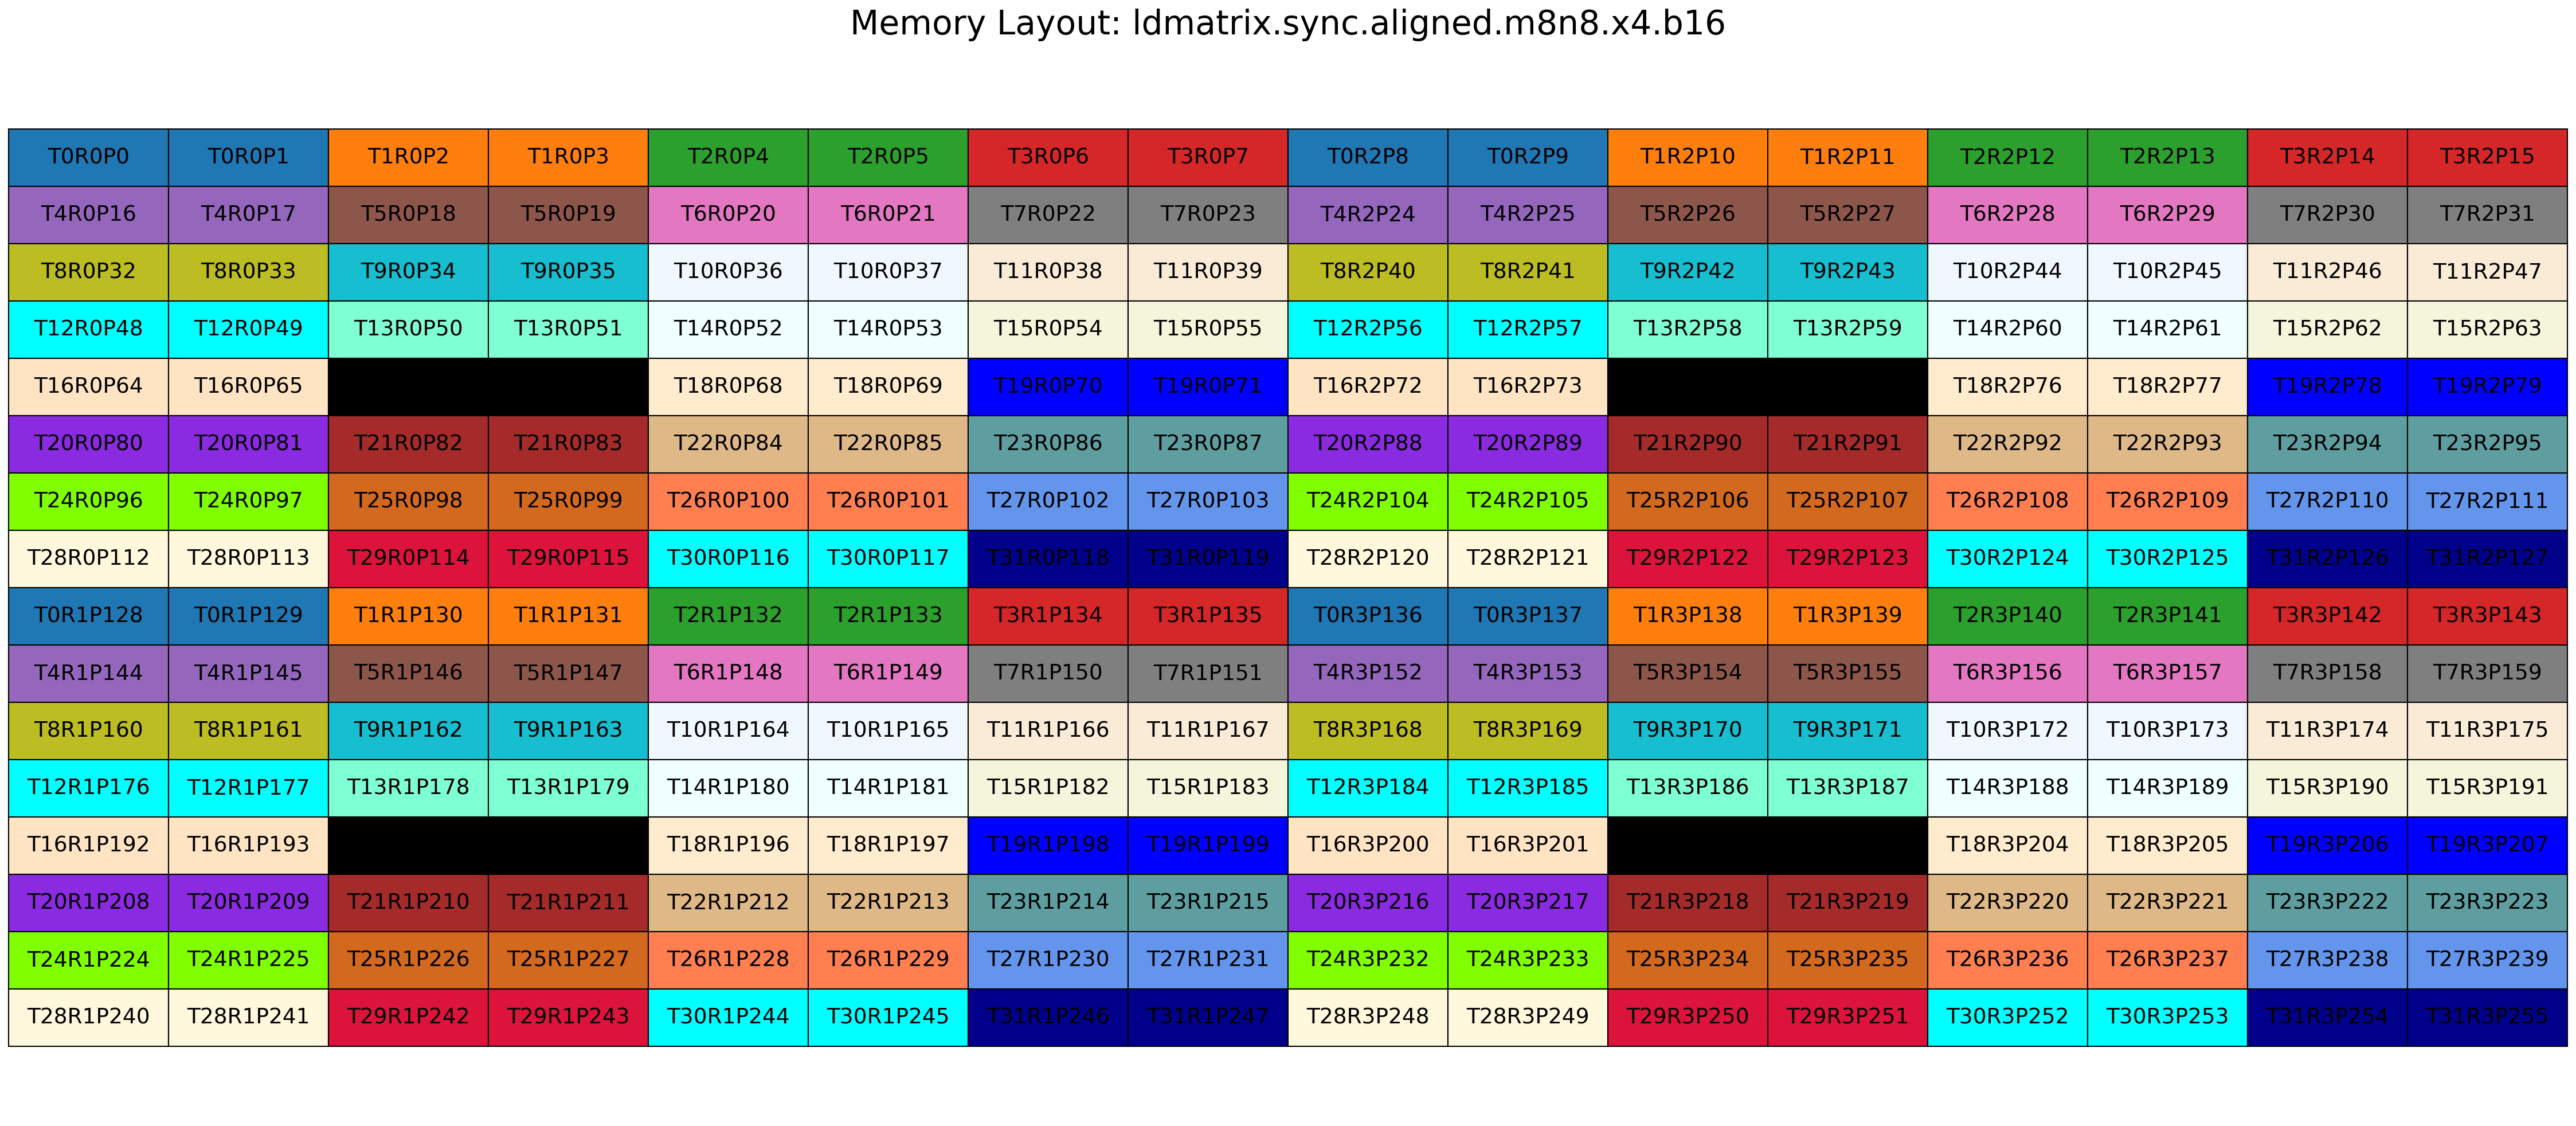 Memory Layout: ldmatrix.sync.aligned.m8n8.x4.b16
T0R0P0 T0R0P1 T1R0P2 T1R0P3 T2R0P4 T2R0P5 T3R0P6 T3R0P7 T0R2P8 T0R2P9 T1R2P10 T1R2P11 T2R2P12 T2R2P13 T3R2P14 T3R2P15
T4R0P16 T4R0P17 T5R0P18 T5R0P19 T6R0P20 T6R0P21 T7R0P22 T7R0P23 T4R2P24 T4R2P25 T5R2P26 T5R2P27 T6R2P28 T6R2P29 T7R2P30 T7R2P31
T8R0P32 T8R0P33 T9R0P34 T9R0P35 T10R0P36 T10R0P37 T11R0P38 T11R0P39 T8R2P40 T8R2P41 T9R2P42 T9R2P43 T10R2P44 T10R2P45 T11R2P46 T11R2P47
T12R0P48 T12R0P49 T13R0P50 T13R0P51 T14R0P52 T14R0P53 T15R0P54 T15R0P55 T12R2P56 T12R2P57 T13R2P58 T13R2P59 T14R2P60 T14R2P61 T15R2P62 T15R2P63
T16R0P64 T16R0P65 T18R0P68 T18R0P69 T19R0P70 T19R0P71 T16R2P72 T16R2P73 T18R2P76 T18R2P77 T19R2P78 T19R2P79
T20R0P80 T20R0P81 T21R0P82 T21R0P83 T22R0P84 T22R0P85 T23R0P86 T23R0P87 T20R2P88 T20R2P89 T21R2P90 T21R2P91 T22R2P92 T22R2P93 T23R2P94 T23R2P95
T24R0P96 T24R0P97 T25R0P98 T25R0P99 T26R0P100 T26R0P101 T27R0P102 T27R0P103 T24R2P104 T24R2P105 T25R2P106 T25R2P107 T26R2P108 T26R2P109 T27R2P110 T27R2P111
T28R0P112 T28R0P113 T29R0P114 T29R0P115 T30R0P116 T30R0P117 T31R0P118 T31R0P119 T28R2P120 T28R2P121 T29R2P122 T29R2P123 T30R2P124 T30R2P125 T31R2P126 T31R2P127
T0R1P128 T0R1P129 T1R1P130 T1R1P131 T2R1P132 T2R1P133 T3R1P134 T3R1P135 T0R3P136 T0R3P137 T1R3P138 T1R3P139 T2R3P140 T2R3P141 T3R3P142 T3R3P143
T4R1P144 T4R1P145 T5R1P146 T5R1P147 T6R1P148 T6R1P149 T7R1P150 T7R1P151 T4R3P152 T4R3P153 T5R3P154 T5R3P155 T6R3P156 T6R3P157 T7R3P158 T7R3P159
T8R1P160 T8R1P161 T9R1P162 T9R1P163 T10R1P164 T10R1P165 T11R1P166 T11R1P167 T8R3P168 T8R3P169 T9R3P170 T9R3P171 T10R3P172 T10R3P173 T11R3P174 T11R3P175
T12R1P176 T12R1P177 T13R1P178 T13R1P179 T14R1P180 T14R1P181 T15R1P182 T15R1P183 T12R3P184 T12R3P185 T13R3P186 T13R3P187 T14R3P188 T14R3P189 T15R3P190 T15R3P191
T16R1P192 T16R1P193 T18R1P196 T18R1P197 T19R1P198 T19R1P199 T16R3P200 T16R3P201 T18R3P204 T18R3P205 T19R3P206 T19R3P207
T20R1P208 T20R1P209 T21R1P210 T21R1P211 T22R1P212 T22R1P213 T23R1P214 T23R1P215 T20R3P216 T20R3P217 T21R3P218 T21R3P219 T22R3P220 T22R3P221 T23R3P222 T23R3P223
T24R1P224 T24R1P225 T25R1P226 T25R1P227 T26R1P228 T26R1P229 T27R1P230 T27R1P231 T24R3P232 T24R3P233 T25R3P234 T25R3P235 T26R3P236 T26R3P237 T27R3P238 T27R3P239
T28R1P240 T28R1P241 T29R1P242 T29R1P243 T30R1P244 T30R1P245 T31R1P246 T31R1P247 T28R3P248 T28R3P249 T29R3P250 T29R3P251 T30R3P252 T30R3P253 T31R3P254 T31R3P255